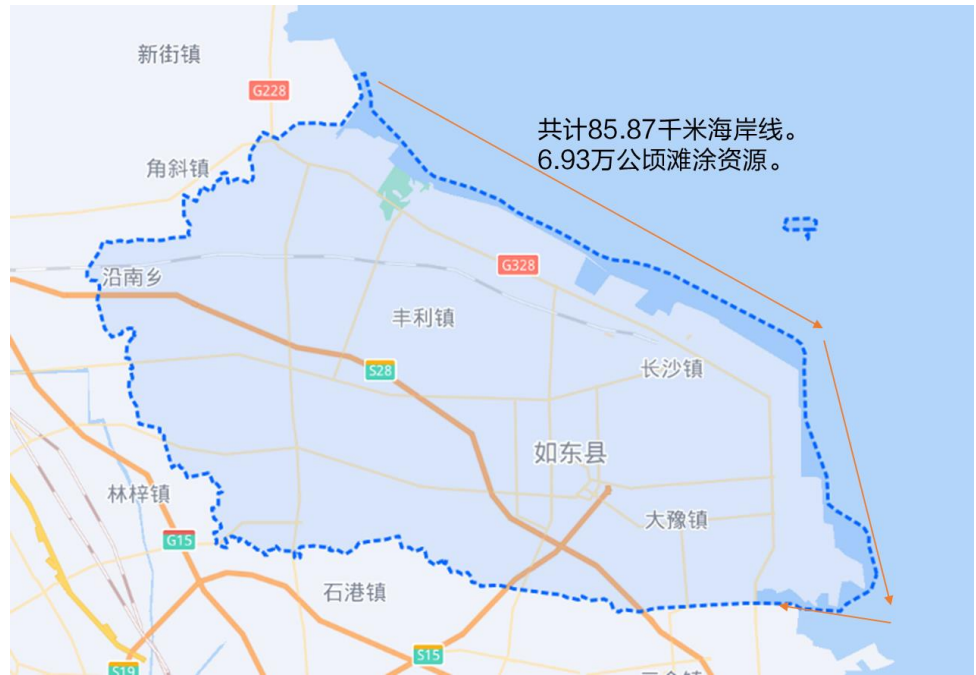 新街镇
G228
共计85.87千米海岸线。
6.93万公顷滩涂资源。
角斜镇
G328
沿南乡
丰利镇
S28
长沙镇
如东县
林梓镇
大豫镇
G15
石港镇
S15
S19